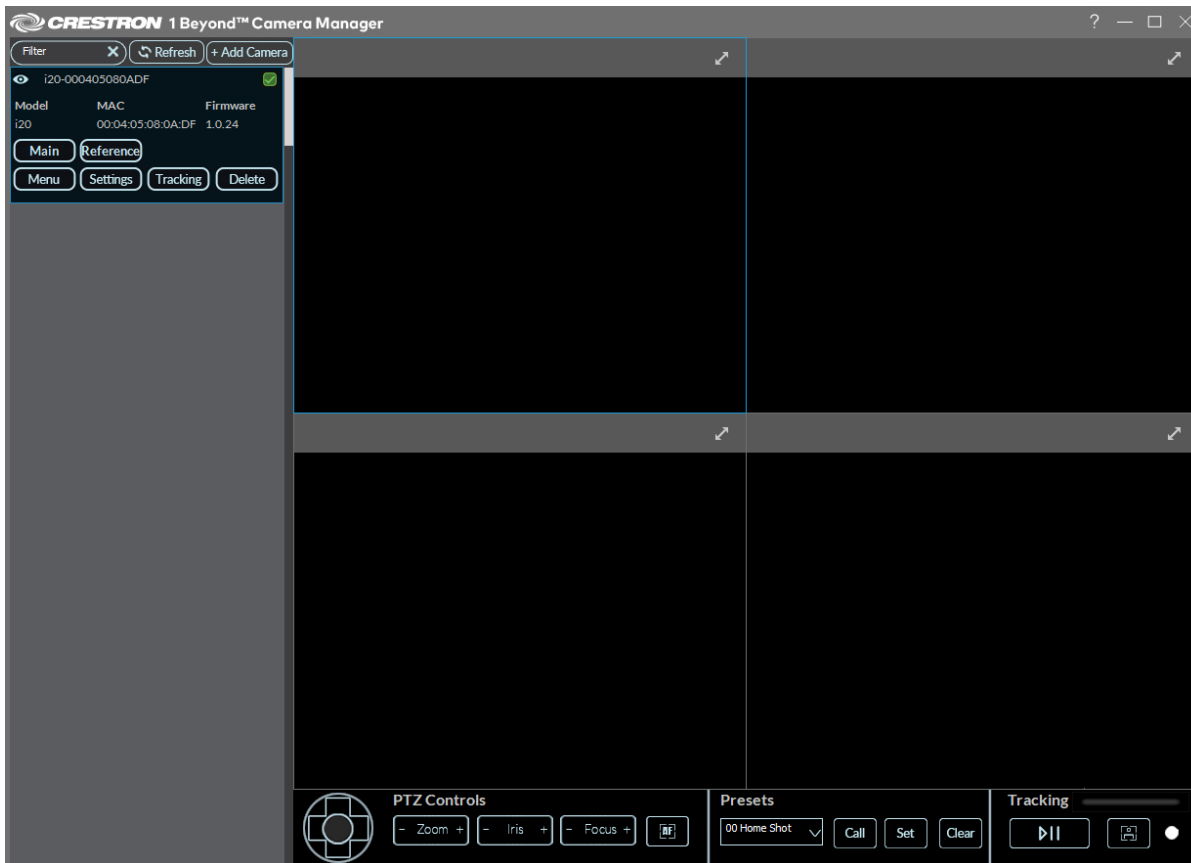 CRESTRON 1 Beyond™ Camera Manager
?
Filter
Refresh
+ Add Camera
i20-000405080ADF
Model MAC Firmware
i20 00:04:05:08:0A:DF 1.0.24
Main Reference
Menu Settings Tracking Delete
PTZ Controls
- Zoom + - Iris + - Focus + AF
Presets
00 Home Shot Call Set Clear
Tracking